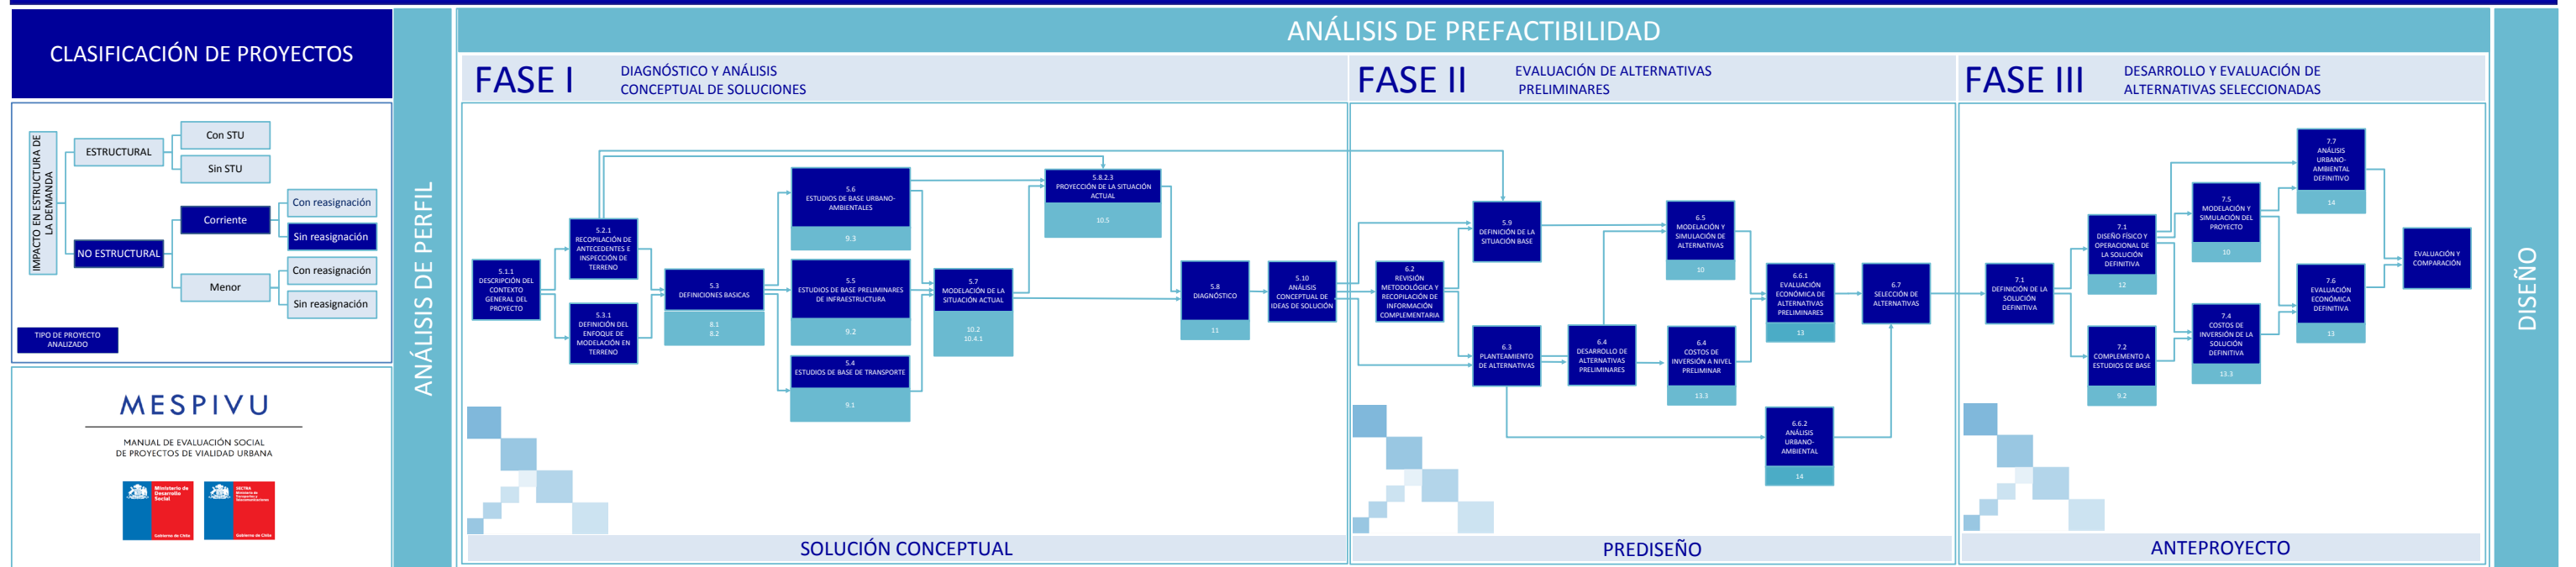 CLASIFICACIÓN DE PROYECTOS
IMPACTO EN ESTRUCTURA DE
LA DEMANDA
ESTRUCTURAL
Con STU
Sin STU
NO ESTRUCTURAL
Corriente
Con reasignación
Sin reasignación
Menor
Con reasignación
Sin reasignación
TIPO DE PROYECTO
ANALIZADO
MESPIVU
MANUAL DE EVALUACIÓN SOCIAL
DE PROYECTOS DE VIALIDAD URBANA
Ministerio de
Desarrollo
Social
Gobierno de Chile
SECTRA
Ministerio de
Transportes y
Telecomunicaciones
Gobierno de Chile
ANÁLISIS DE PERFIL
ANÁLISIS DE PREFACTIBILIDAD
FASE I
DIAGNÓSTICO Y ANÁLISIS
CONCEPTUAL DE SOLUCIONES
5.1.1
DESCRIPCIÓN DEL
CONTEXTO
GENERAL DEL
PROYECTO
5.2.1
RECOPILACIÓN DE
ANTECEDENTES E
INSPECCIÓN DE
TERRENO
5.3.1
DEFINICIÓN DEL
ENFOQUE DE
MODELACIÓN EN
TERRENO
5.3
DEFINICIONES BASICAS
8.1
8.2
5.6
ESTUDIOS DE BASE URBANO-
AMBIENTALES
9.3
5.5
ESTUDIOS DE BASE PRELIMINARES
DE INFRAESTRUCTURA
9.2
5.4
ESTUDIOS DE BASE DE TRANSPORTE
9.1
5.7
MODELACIÓN DE LA
SITUACIÓN ACTUAL
10.2
10.4.1
5.8.2.3
PROYECCIÓN DE LA SITUACIÓN
ACTUAL
10.5
5.8
DIAGNÓSTICO
11
5.10
ANÁLISIS
CONCEPTUAL DE
IDEAS DE SOLUCIÓN
SOLUCIÓN CONCEPTUAL
FASE II
EVALUACIÓN DE ALTERNATIVAS
PRELIMINARES
6.2
REVISIÓN
METODOLÓGICA Y
RECOPILACIÓN DE
INFORMACIÓN
COMPLEMENTARIA
5.9
DEFINICIÓN DE LA
SITUACIÓN BASE
6.3
PLANTEAMIENTO
DE ALTERNATIVAS
6.4
DESARROLLO DE
ALTERNATIVAS
PRELIMINARES
6.5
MODELACIÓN Y
SIMULACIÓN DE
ALTERNATIVAS
10
6.4
COSTOS DE
INVERSIÓN A NIVEL
PRELIMINAR
13.3
6.6.1
EVALUACIÓN
ECONÓMICA DE
ALTERNATIVAS
PRELIMINARES
13
6.6.2
ANÁLISIS
URBANO-
AMBIENTAL
14
6.7
SELECCIÓN DE
ALTERNATIVAS
PREDISEÑO
FASE III
DESARROLLO Y EVALUACIÓN DE
ALTERNATIVAS SELECCIONADAS
7.1
DEFINICIÓN DE LA
SOLUCIÓN
DEFINITIVA
7.1
DISEÑO FÍSICO Y
OPERACIONAL DE
LA SOLUCIÓN
DEFINITIVA
12
7.2
COMPLEMENTO A
ESTUDIOS DE BASE
9.2
7.5
MODELACIÓN Y
SIMULACIÓN DEL
PROYECTO
10
7.4
COSTOS DE
INVERSIÓN DE LA
SOLUCIÓN
DEFINITIVA
13.3
7.7
ANÁLISIS
URBANO-
AMBIENTAL
DEFINITIVO
14
7.6
EVALUACIÓN
ECONÓMICA
DEFINITIVA
13
EVALUACIÓN Y
COMPARACIÓN
ANTEPROYECTO
DISEÑO